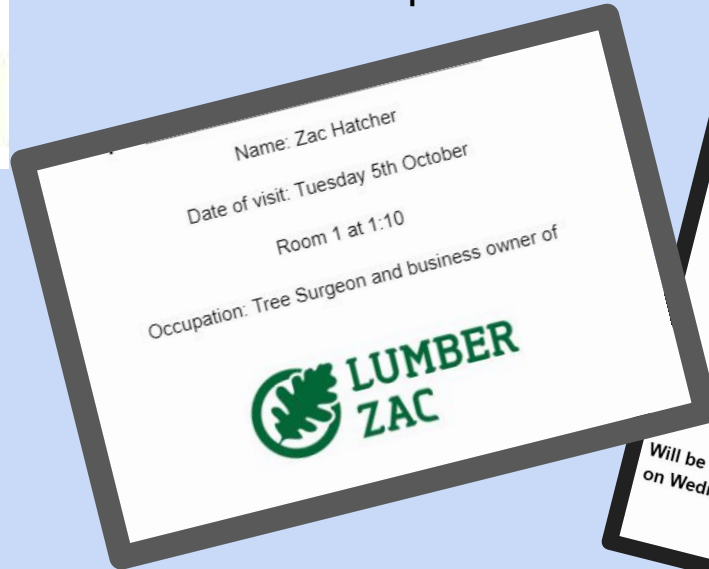 Name: Zac Hatcher
Date of visit: Tuesday 5th October
Room 1 at 1:10
Occupation: Tree Surgeon and business owner of
LUMBER
ZAC
Will be
on Wed